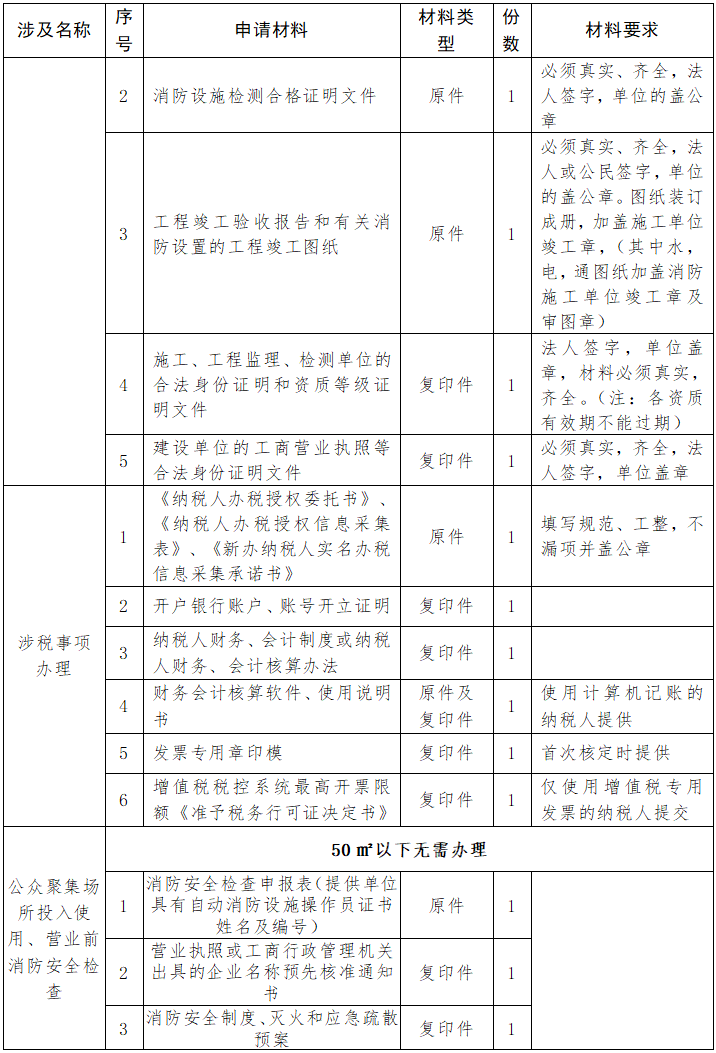 涉及名称 序号 申请材料 材料类型 份数 材料要求
2 消防设施检测合格证明文件 原件 1 必须真实、齐全，法
人签字，单位的盖公
章
3 工程竣工验收报告和有关消
防设置的工程竣工图纸 原件 1 必须真实、齐全，法
人或公民签字，单位
的盖公章。图纸装订
成册，加盖施工单位
竣工章，（其中水，
电，通图纸加盖消防
施工单位竣工章及
审图章）
4 施工、工程监理、检测单位的
合法身份证明和资质等级证
明文件 复印件 1 法人签字，单位盖
章，材料必须真实，
齐全。（注：各资质
有效期不能过期）
5 建设单位的工商营业执照等
合法身份证明文件 复印件 1 必须真实，齐全，法
人签字，单位盖章
涉税事项
办理
1 《纳税人办税授权委托书》、
《纳税人办税授权信息采集
表》、《新办纳税人实名办税
信息采集承诺书》 原件 1 填写规范、工整，不
漏项并盖公章
2 开户银行账户、账号开立证明 复印件 1
3 纳税人财务、会计制度或纳税
人财务、会计核算办法 复印件 1
4 财务会计核算软件、使用说明
书 原件及
复印件 1 使用计算机记账的
纳税人提供
5 发票专用章印模 复印件 1 首次核定时提供
6 增值税税控系统最高开票限
额《准予税务行可证决定书》 复印件 1 仅使用增值税专用
发票的纳税人提交
公众聚集场
所投入使
用、营业前
消防安全检
查
50㎡以下无需办理
1 消防安全检查申报表（提供单位
具有自动消防设施操作员证书
姓名及编号） 原件 1
2 营业执照或工商行政管理机关
出具的企业名称预先核准通知
书 复印件 1
3 消防安全制度、灭火和应急疏散
预案 复印件 1